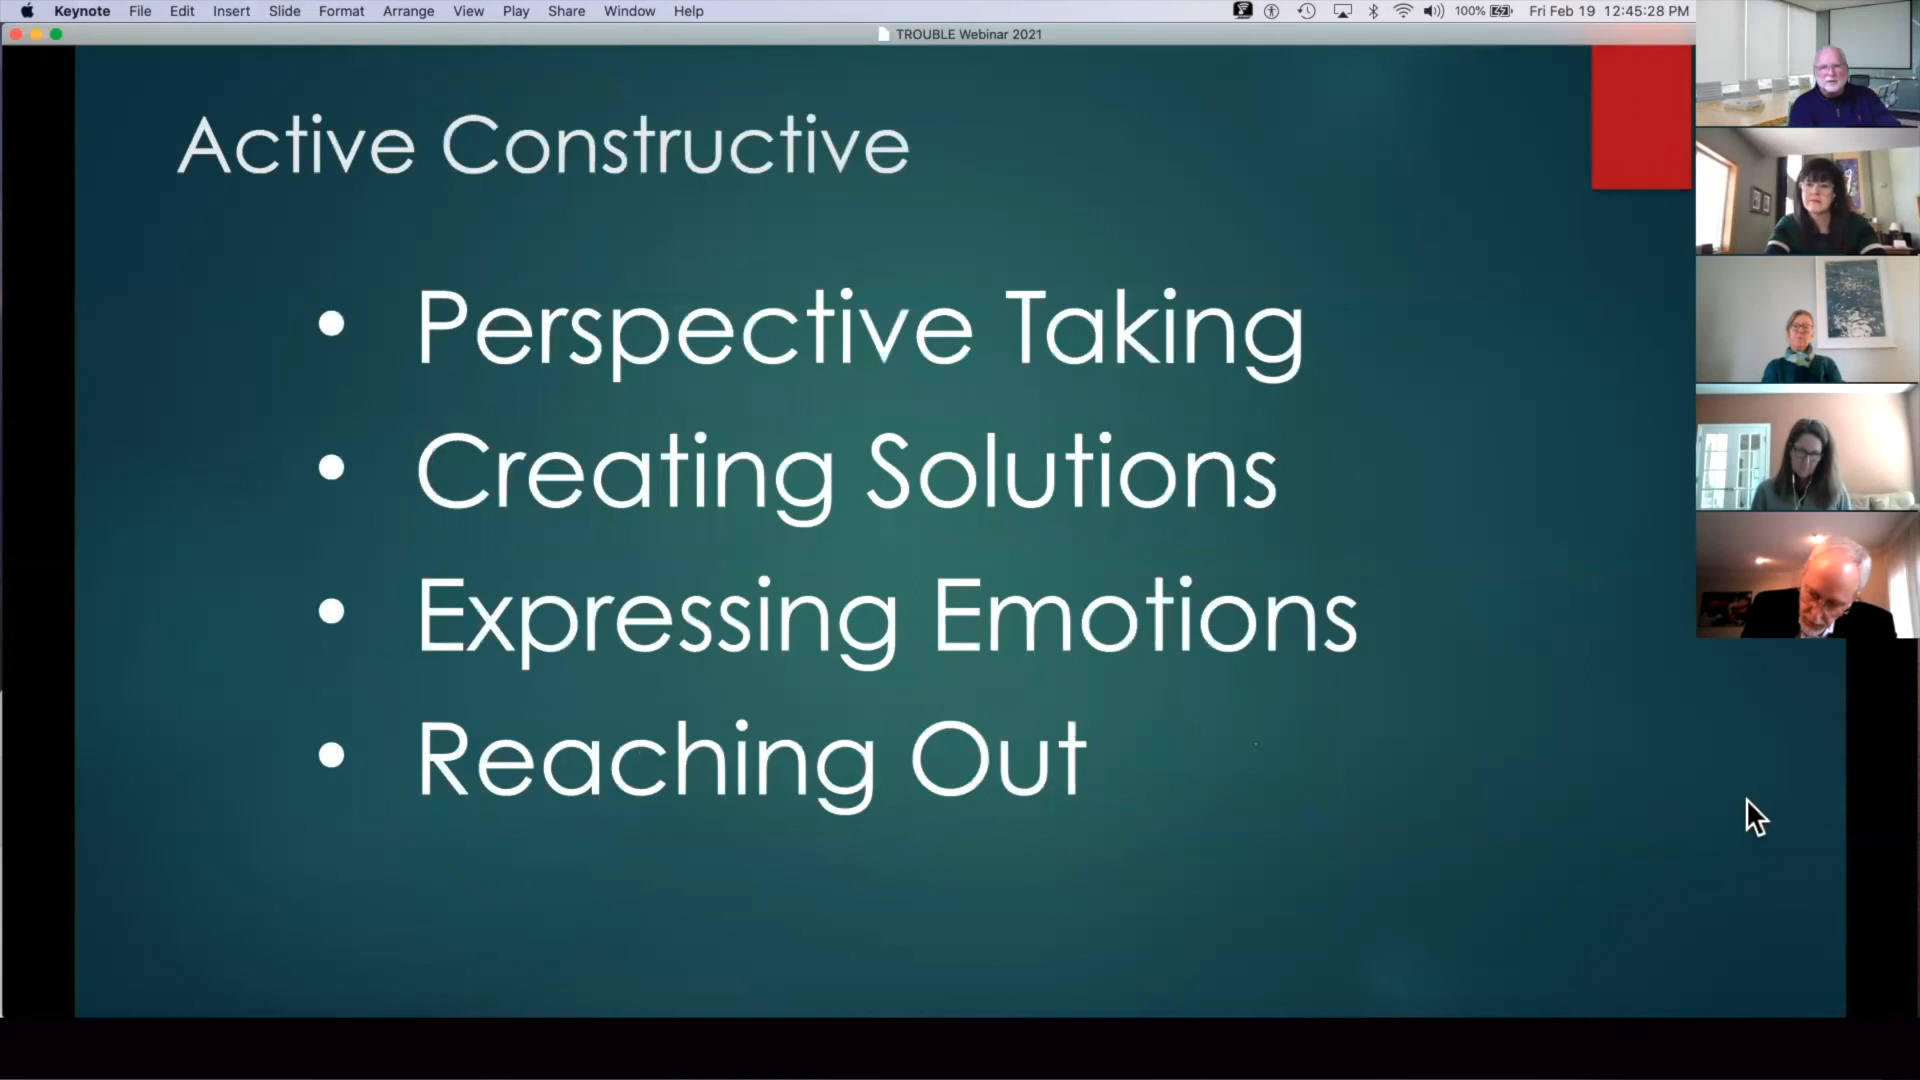 Keynote File Edit Insert Slide Format Arrange View Play Share Window Help 100% Fri Feb 19 12:45:28 PM
TROUBLE Webinar 2021
Active Constructive
• Perspective Taking
• Creating Solutions
• Expressing Emotions
• Reaching Out